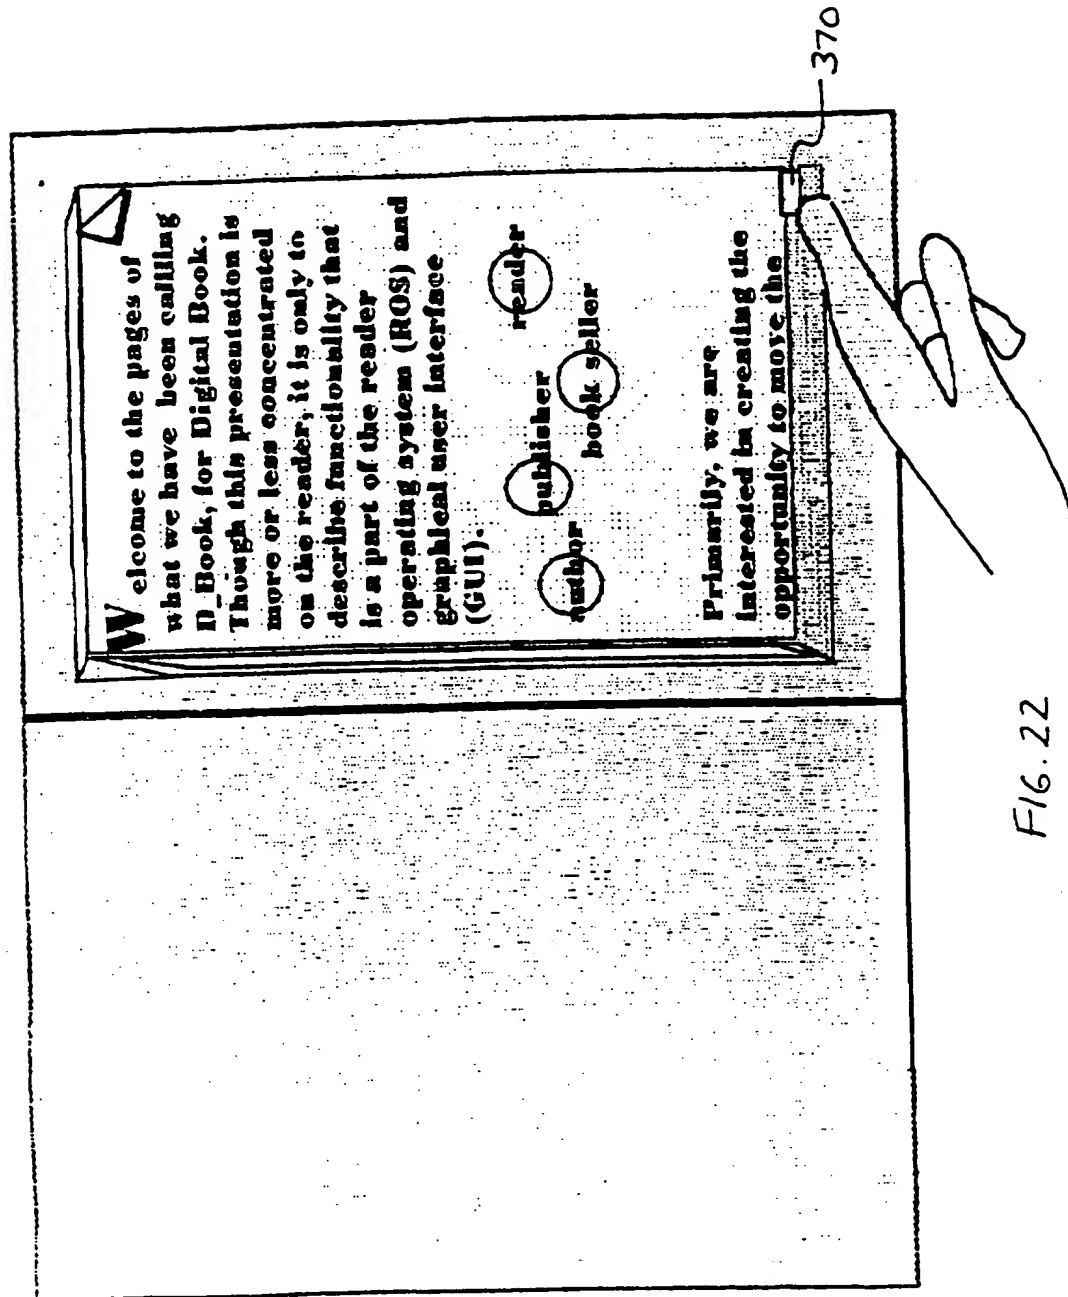 Welcome to the pages of
what we have been callling
D_Book, for Digital Book.
Though this presentation is
more or less concentrated
on the reader, it is only to
describe functionality that
is a part of the reader
operating system (ROS) and
graphical user interface
(GUI).
author
publisher
book seller
reader
Primarily, we are
interested in creating the
opportunity to move the
370
FIG. 22